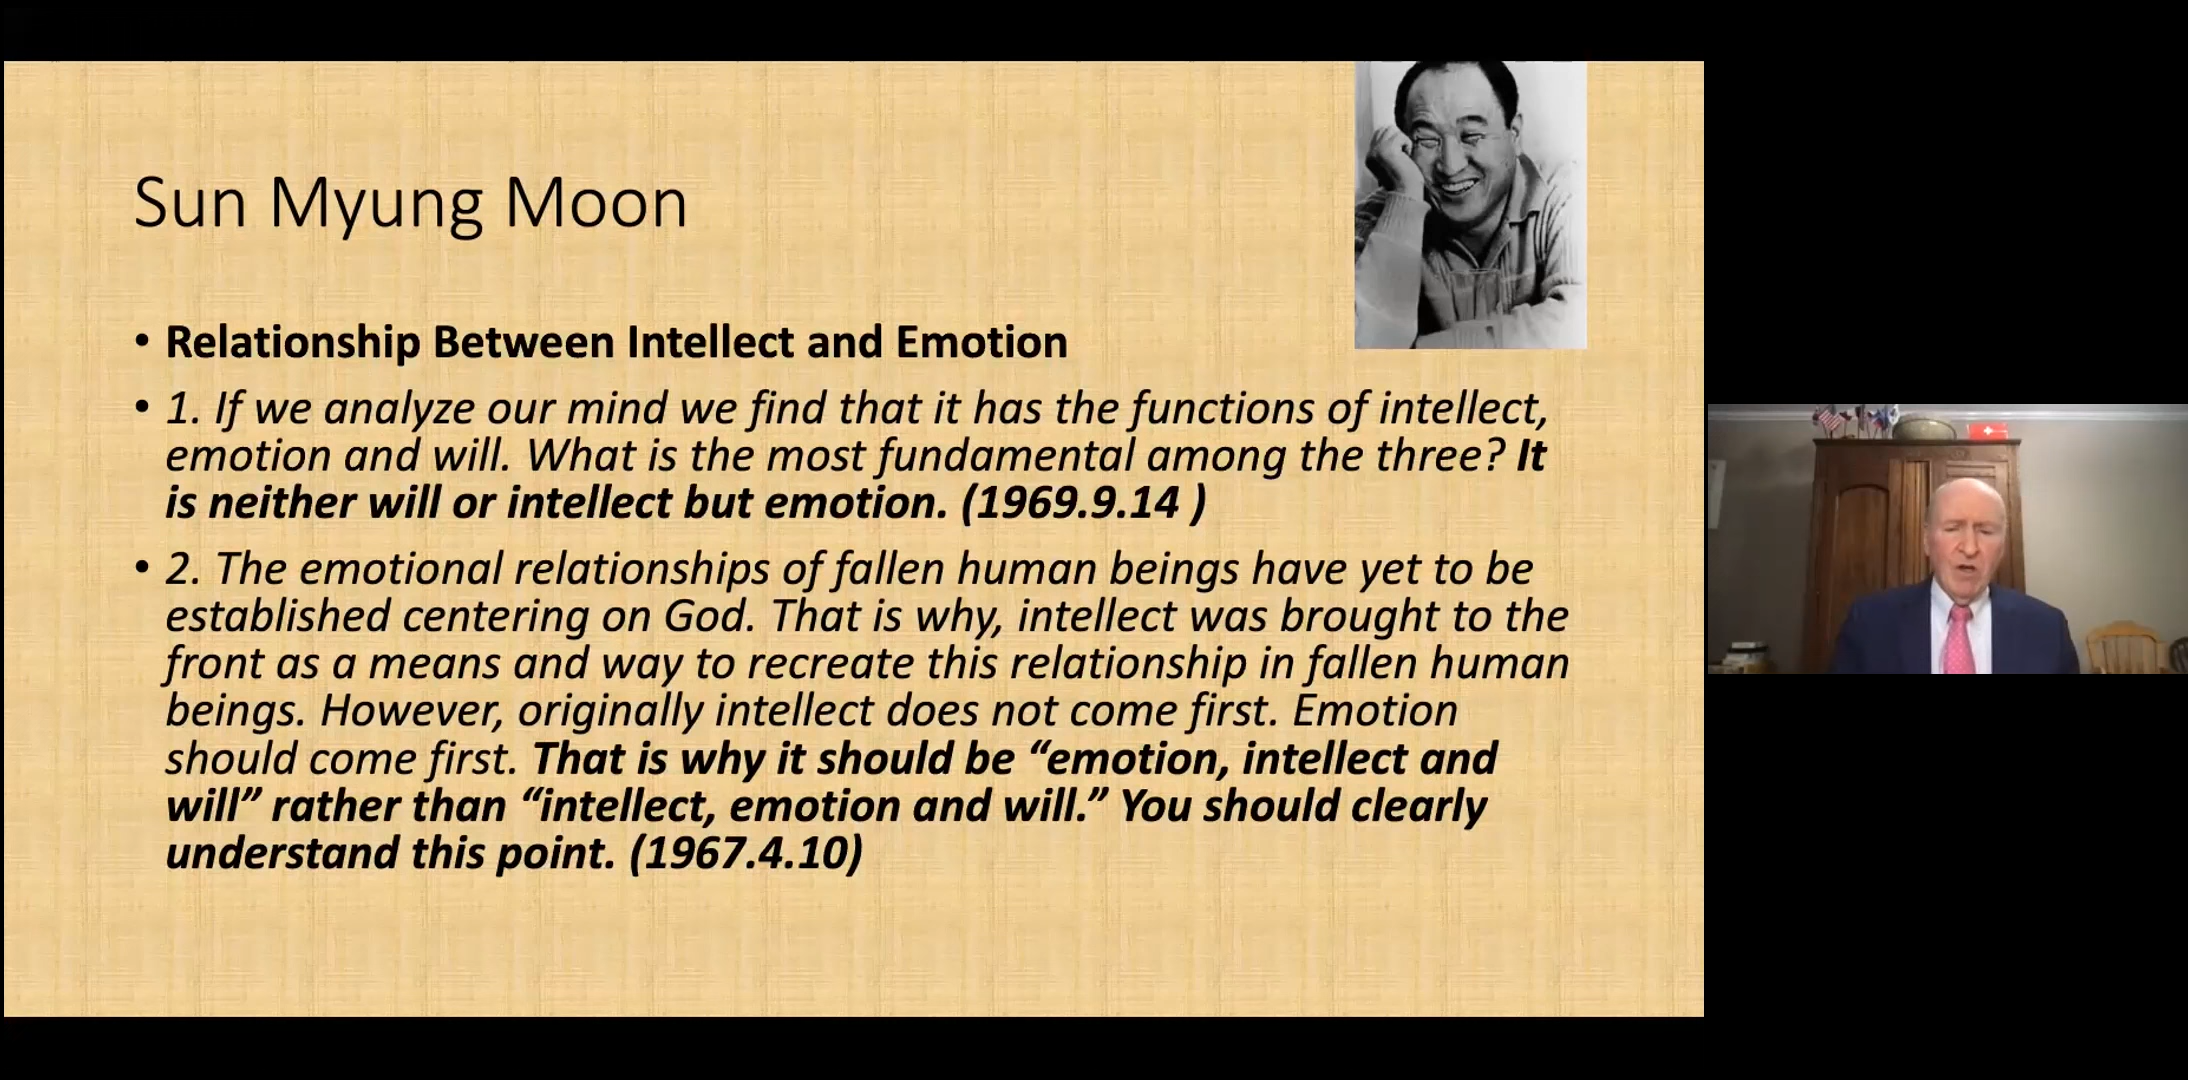 Sun Myung Moon
• Relationship Between Intellect and Emotion
• 1. If we analyze our mind we find that it has the functions of intellect,
emotion and will. What is the most fundamental among the three? It
is neither will or intellect but emotion. (1969.9.14 )
• 2. The emotional relationships of fallen human beings have yet to be
established centering on God. That is why, intellect was brought to the
front as a means and way to recreate this relationship in fallen human
beings. However, originally intellect does not come first. Emotion
should come first. That is why it should be “emotion, intellect and
will” rather than “intellect, emotion and will.” You should clearly
understand this point. (1967.4.10)